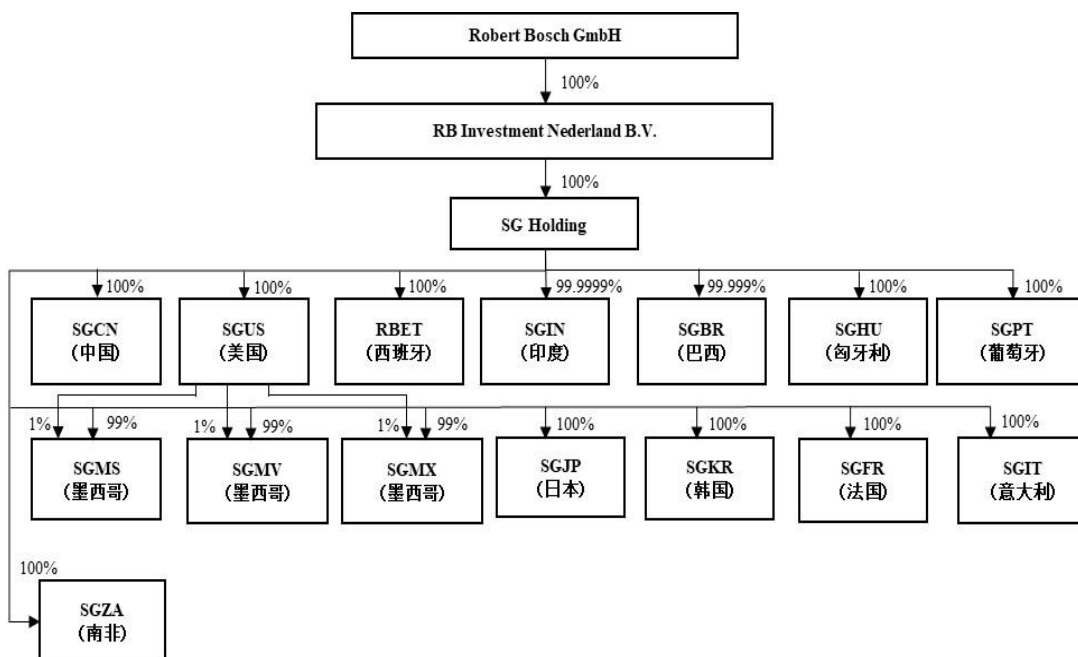 Robert Bosch GmbH
100%
RB Investment Nederland B.V.
100%
SG Holding
100%
100%
100%
99.9999%
99.999%
100%
100%
SGCN
(中国)
SGUS
(美国)
RBET
(西班牙)
SGIN
(印度)
SGBR
(巴西)
SGHU
(匈牙利)
SGPT
(葡萄牙)
1%
99%
1%
99%
1%
99%
100%
100%
100%
100%
SGMS
(墨西哥)
SGMV
(墨西哥)
SGMX
(墨西哥)
SGJP
(日本)
SGKR
(韩国)
SGFR
(法国)
SGIT
(意大利)
100%
SGZA
(南非)